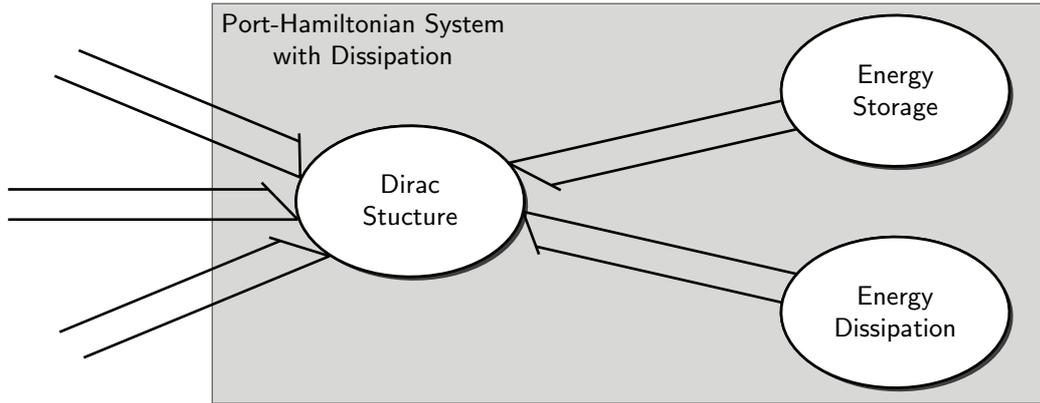 Port-Hamiltonian System
with Dissipation
Energy
Storage
Dirac
Stucture
Energy
Dissipation